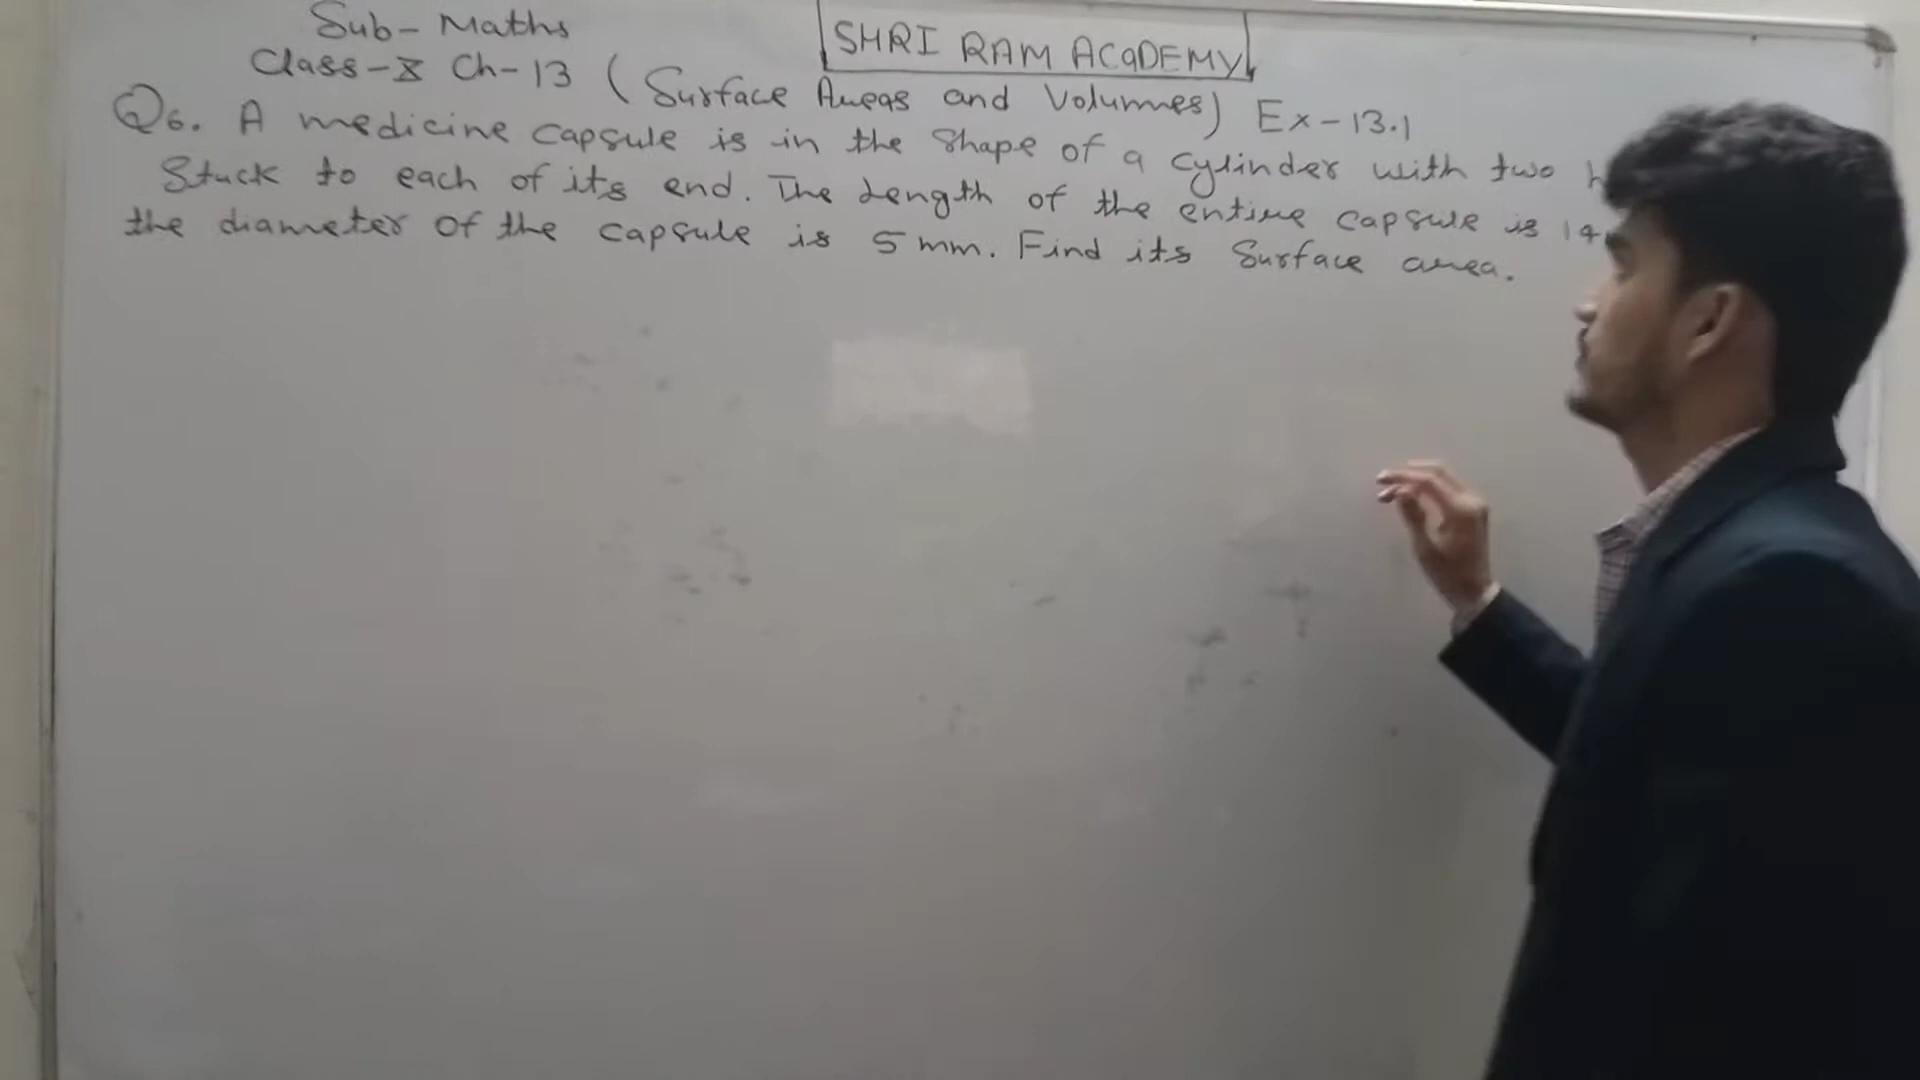 Sub- Maths
SHRI RAM ACADEMY
Class-X Ch-13 (Surface Areas and Volumes) Ex-13.1
Q6. A medicine capsule is in the shape of a cylinder with two
Stuck to each of its end. The Length of the entire capsule is 14
the diameter of the capsule is 5 mm. Find its Surface area.